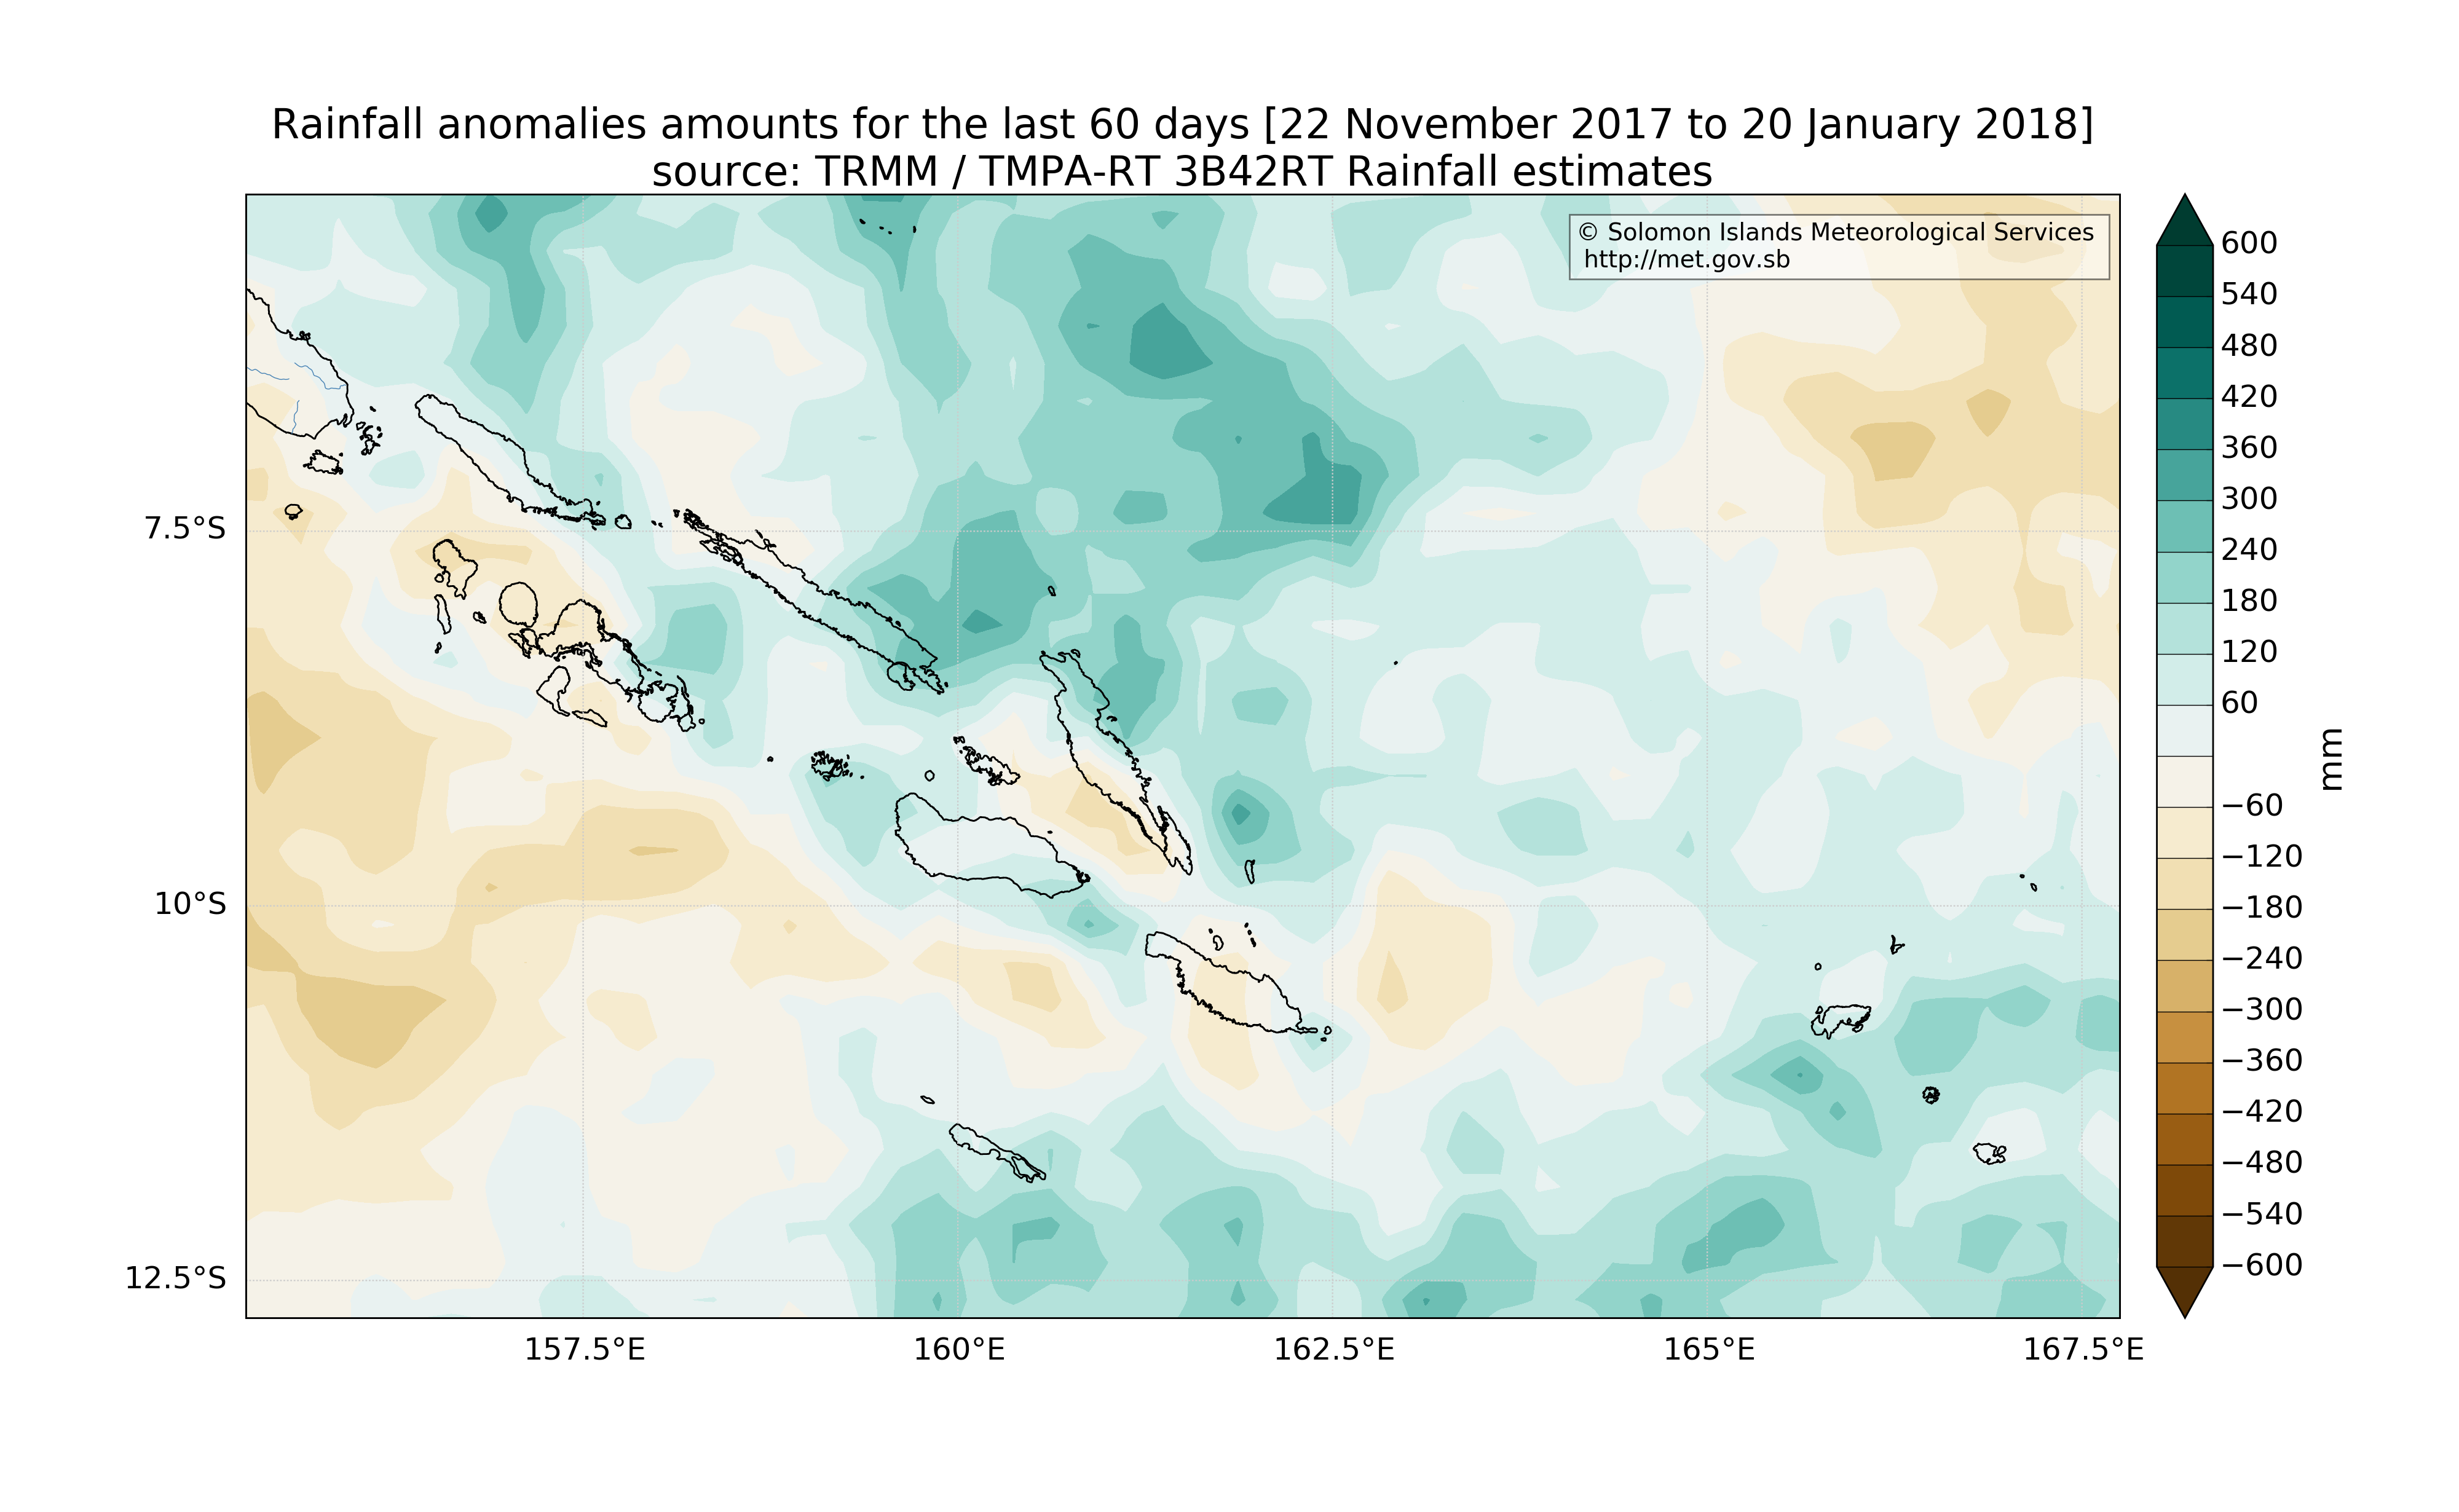 Rainfall anomalies amounts for the last 60 days [22 November 2017 to 20 January 2018]
source: TRMM / TMPA-RT 3B42RT Rainfall estimates
© Solomon Islands Meteorological Services
http://met.gov.sb
7.5°S
10°S
12.5°S
157.5°E
160°E
162.5°E
165°E
167.5°E
600
540
480
420
360
300
240
180
120
60
−60
−120
−180
−240
−300
−360
−420
−480
−540
−600
mm